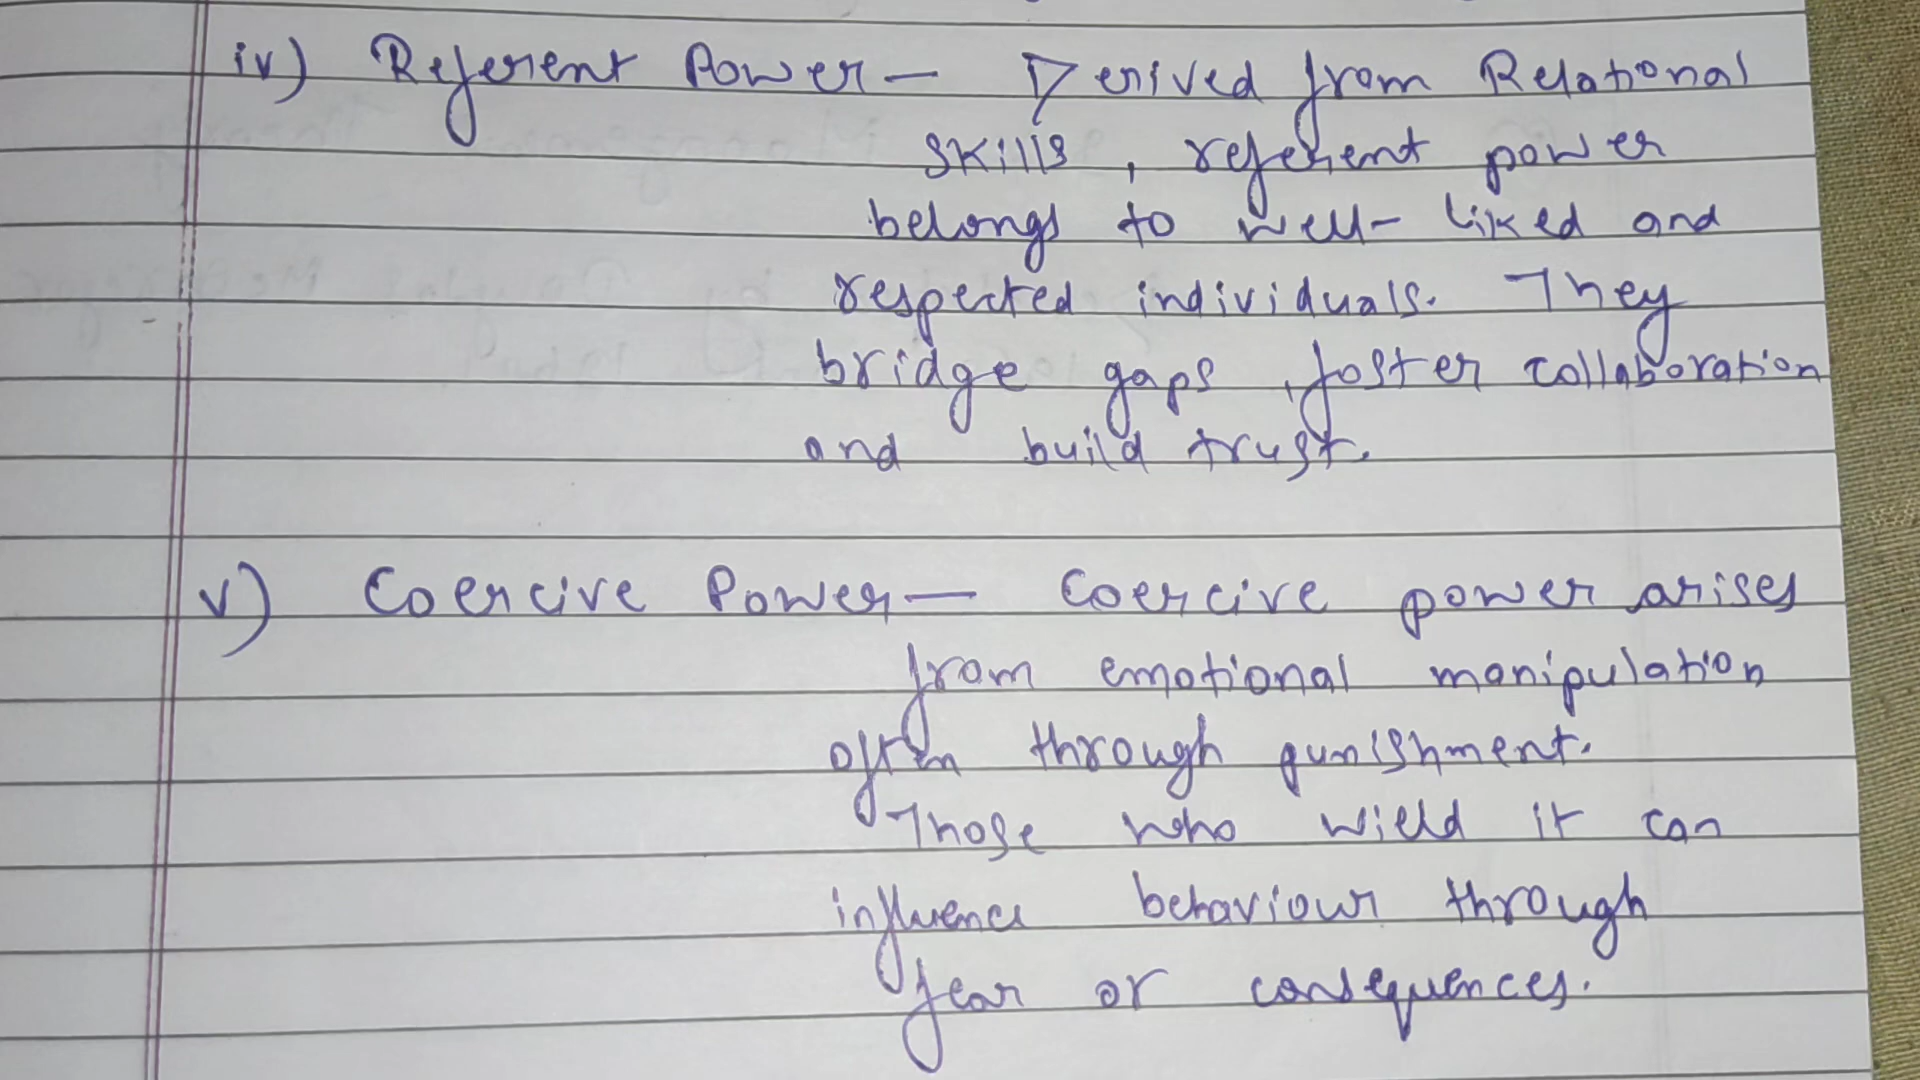 iv) Referent Power — Derived from Relational
skills, referent power
belongs to well-liked and
respected individuals. They
bridge gaps, foster collaboration
and build trust.
v) Coercive Power — Coercive power arises
from emotional manipulation
often through punishment.
Those who wield it can
influence behaviour through
fear or consequences.